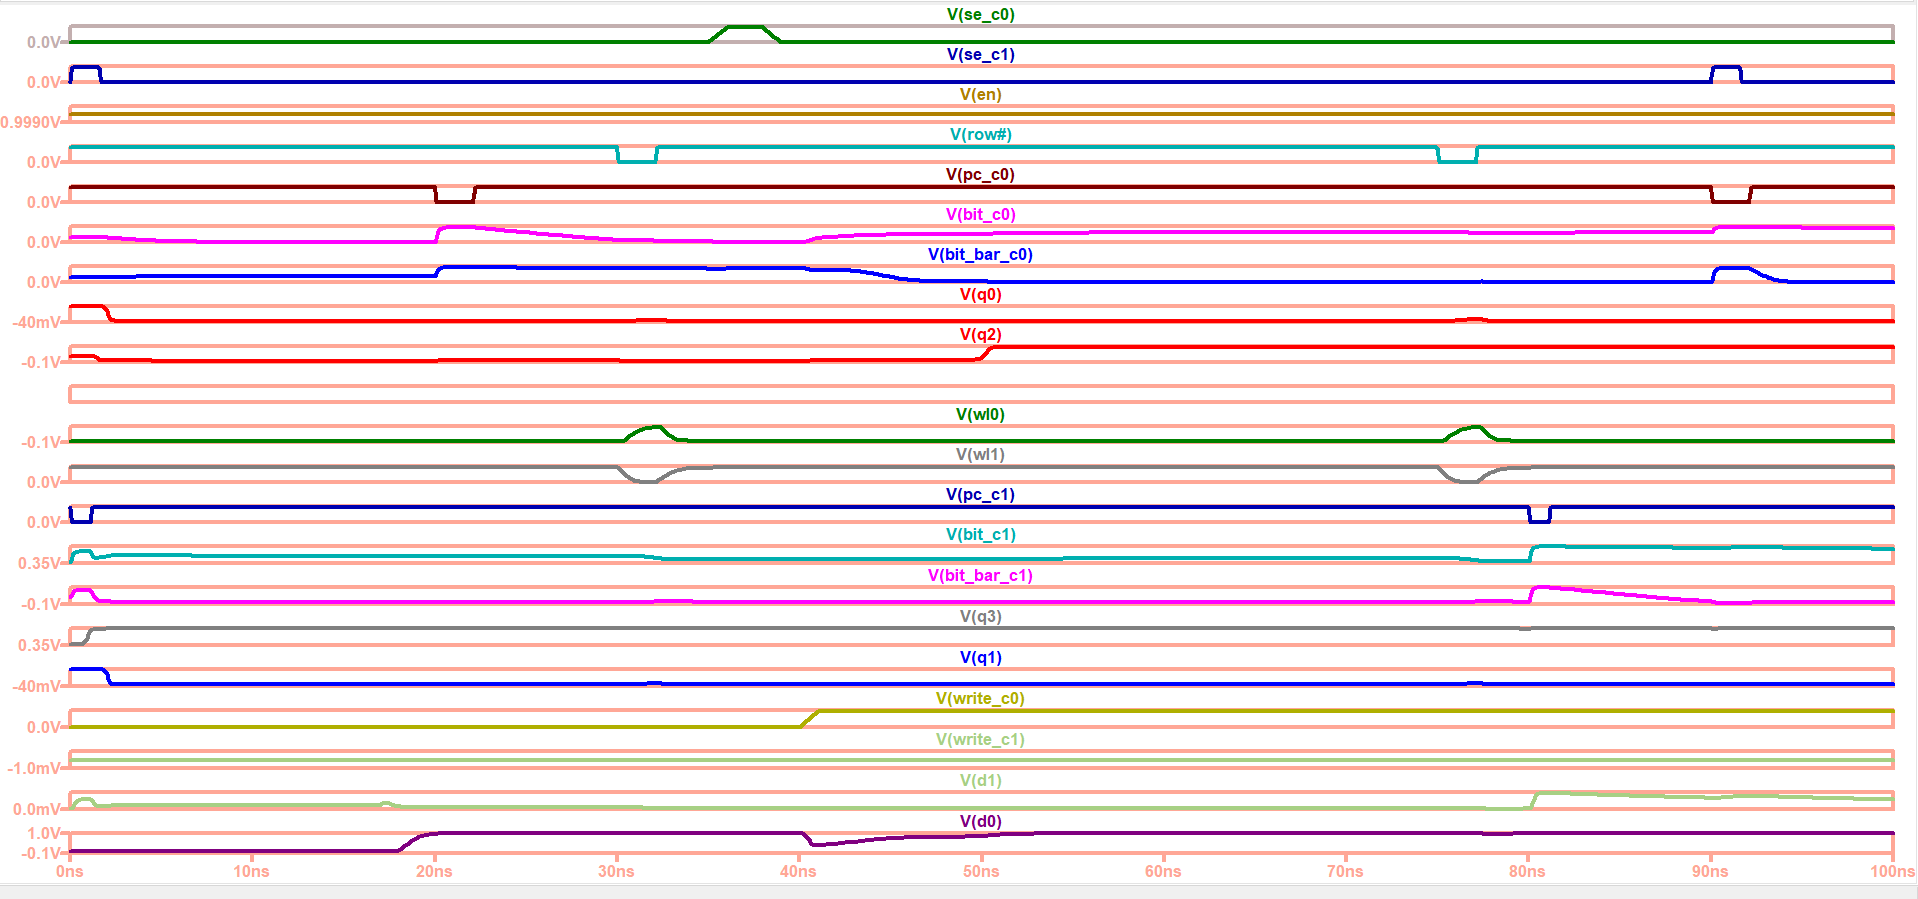 V(se_c0)
0.0V
V(se_c1)
0.0V
V(en)
0.9990V
V(row#)
0.0V
V(pc_c0)
0.0V
V(bit_c0)
0.0V
V(bit_bar_c0)
0.0V
V(q0)
-40mV
V(q2)
-0.1V
V(wl0)
-0.1V
V(wl1)
0.0V
V(pc_c1)
0.0V
V(bit_c1)
0.35V
V(bit_bar_c1)
-0.1V
V(q3)
0.35V
V(q1)
-40mV
V(write_c0)
0.0V
V(write_c1)
-1.0mV
V(d1)
0.0mV
V(d0)
1.0V
-0.1V
0ns 10ns 20ns 30ns 40ns 50ns 60ns 70ns 80ns 90ns 100ns